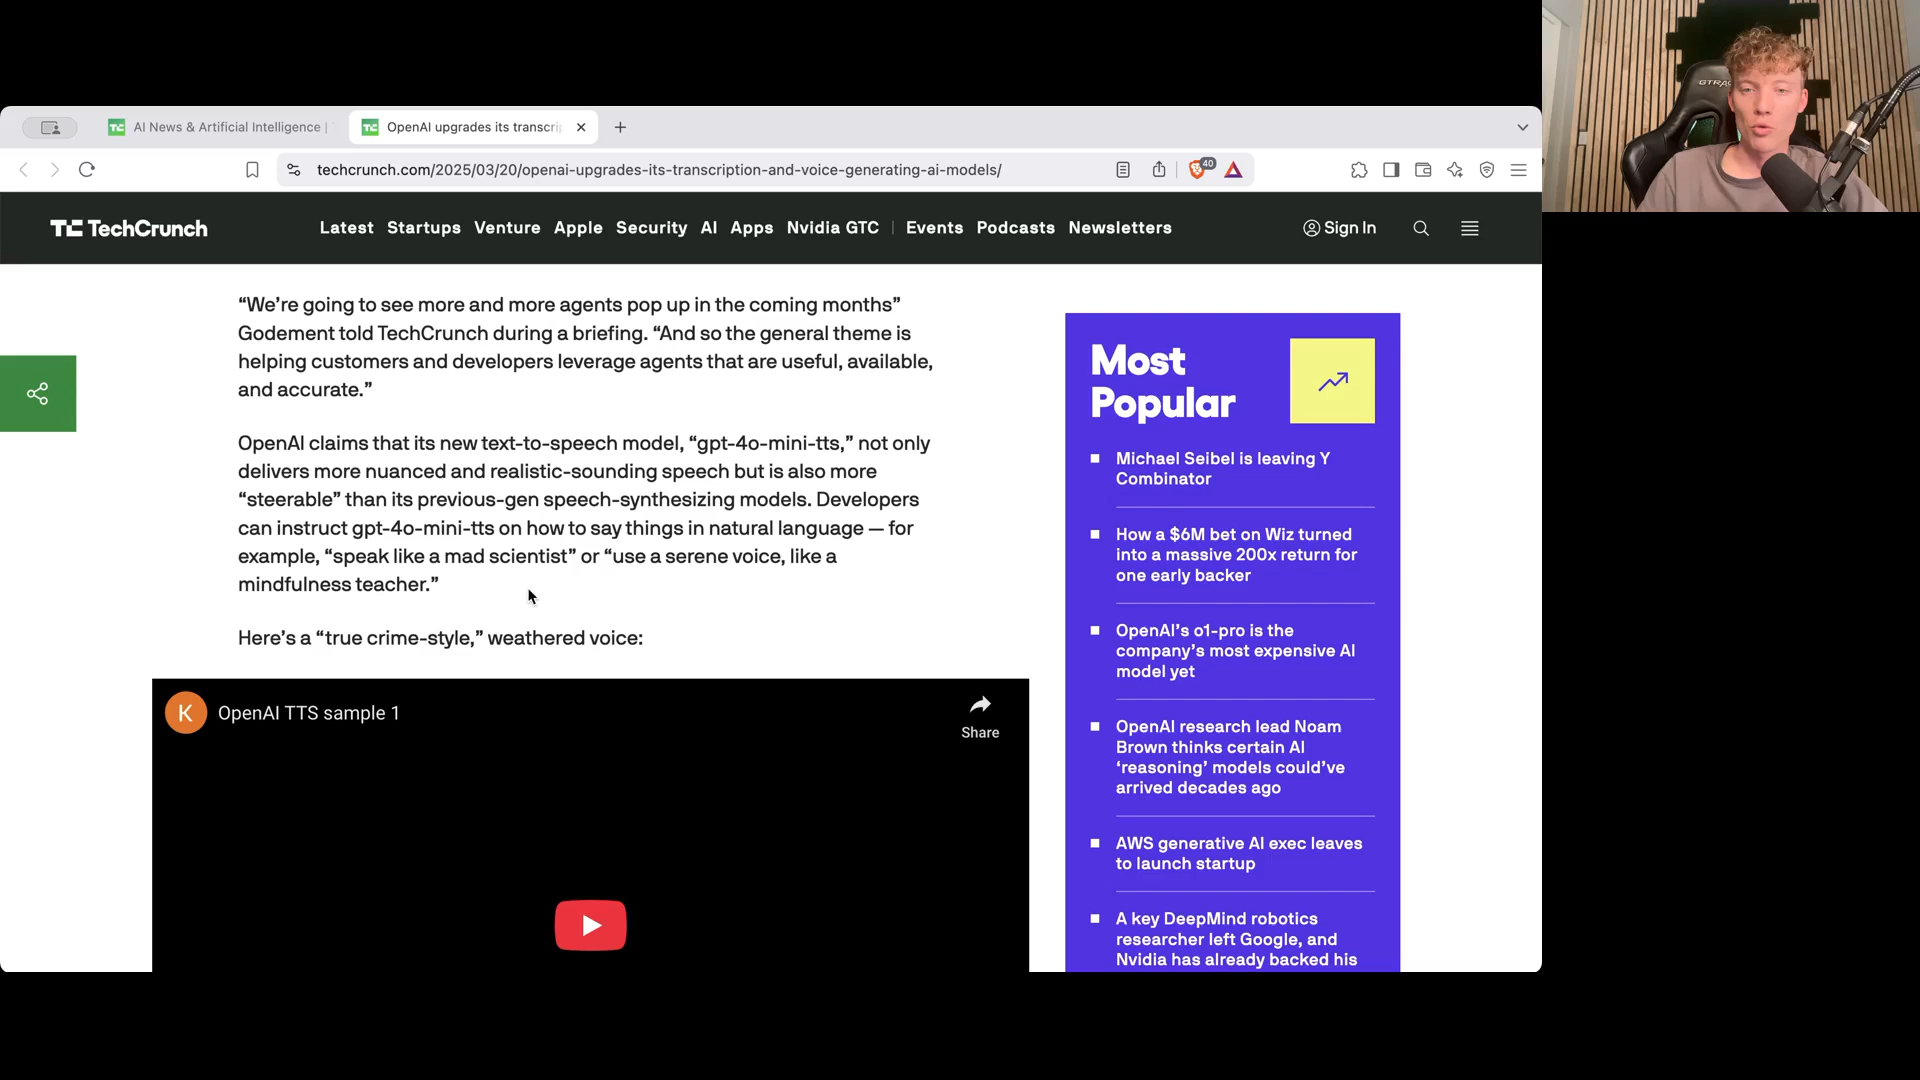 AI News & Artificial Intelligence |
OpenAI upgrades its transcri
techcrunch.com/2025/03/20/openai-upgrades-its-transcription-and-voice-generating-ai-models/
40
TechCrunch
Latest Startups Venture Apple Security AI Apps Nvidia GTC | Events Podcasts Newsletters
Sign In
“We’re going to see more and more agents pop up in the coming months”
Godement told TechCrunch during a briefing. “And so the general theme is
helping customers and developers leverage agents that are useful, available,
and accurate.”
OpenAI claims that its new text-to-speech model, “gpt-4o-mini-tts,” not only
delivers more nuanced and realistic-sounding speech but is also more
“steerable” than its previous-gen speech-synthesizing models. Developers
can instruct gpt-4o-mini-tts on how to say things in natural language — for
example, “speak like a mad scientist” or “use a serene voice, like a
mindfulness teacher.”
Here’s a “true crime-style,” weathered voice:
K
OpenAI TTS sample 1
Share
Most
Popular
Michael Seibel is leaving Y
Combinator
How a $6M bet on Wiz turned
into a massive 200x return for
one early backer
OpenAI’s o1-pro is the
company’s most expensive AI
model yet
OpenAI research lead Noam
Brown thinks certain AI
‘reasoning’ models could’ve
arrived decades ago
AWS generative AI exec leaves
to launch startup
A key DeepMind robotics
researcher left Google, and
Nvidia has already backed his